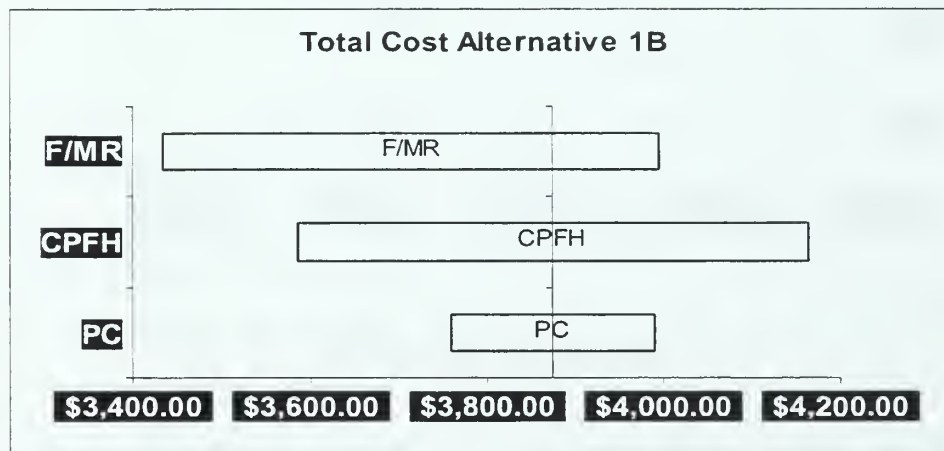 Total Cost Alternative 1B
F/MR F/MR
CPFH CPFH
PC PC
$3,400.00 $3,600.00 $3,800.00 $4,000.00 $4,200.00